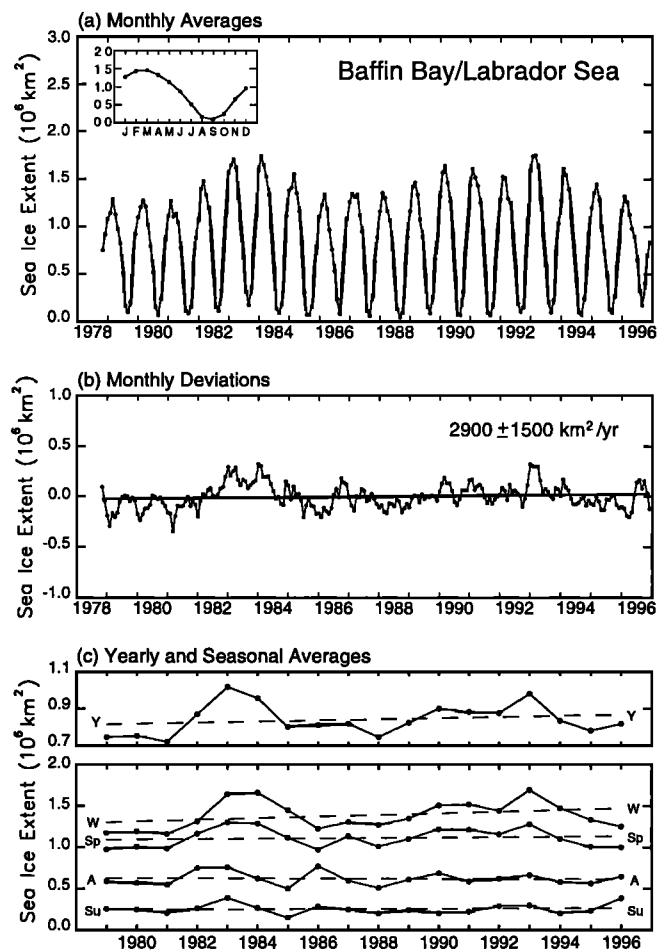 (a) Monthly Averages
Sea Ice Extent (10⁶ km²)
3.0
2.5
2.0
1.5
1.0
0.5
0.0
2.0
1.5
1.0
0.5
0.0
J F M A M J J A S O N D
Baffin Bay/Labrador Sea
1978 1980 1982 1984 1986 1988 1990 1992 1994 1996
(b) Monthly Deviations
Sea Ice Extent (10⁶ km²)
1.0
0.5
0.0
-0.5
-1.0
2900 ±1500 km²/yr
1978 1980 1982 1984 1986 1988 1990 1992 1994 1996
(c) Yearly and Seasonal Averages
Sea Ice Extent (10⁶ km²)
1.1
0.9
0.7
Y Y
2.0
1.5
1.0
0.5
0.0
W W
Sp Sp
A A
Su Su
1980 1982 1984 1986 1988 1990 1992 1994 1996